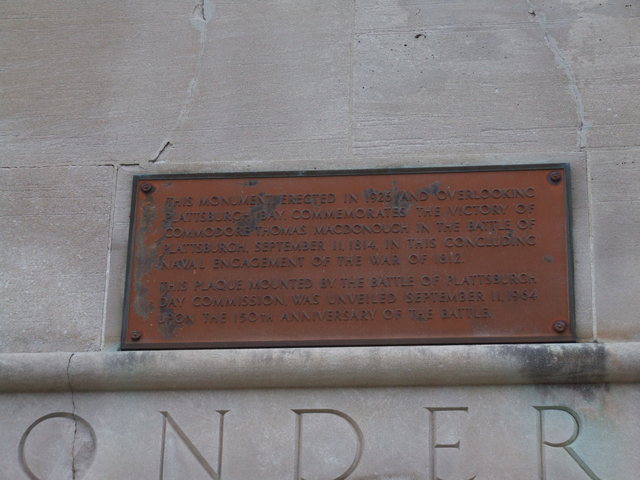 THIS MONUMENT ERECTED IN 1926 AND OVERLOOKING
PLATTSBURGH BAY, COMMEMORATES THE VICTORY OF
COMMODORE THOMAS MACDONOUGH IN THE BATTLE OF
PLATTSBURGH, SEPTEMBER 11, 1814, IN THIS CONCLUDING
NAVAL ENGAGEMENT OF THE WAR OF 1812.
THIS PLAQUE, MOUNTED BY THE BATTLE OF PLATTSBURGH
DAY COMMISSION, WAS UNVEILED SEPTEMBER 11, 1964
UPON THE 150TH ANNIVERSARY OF THE BATTLE.
ONDER